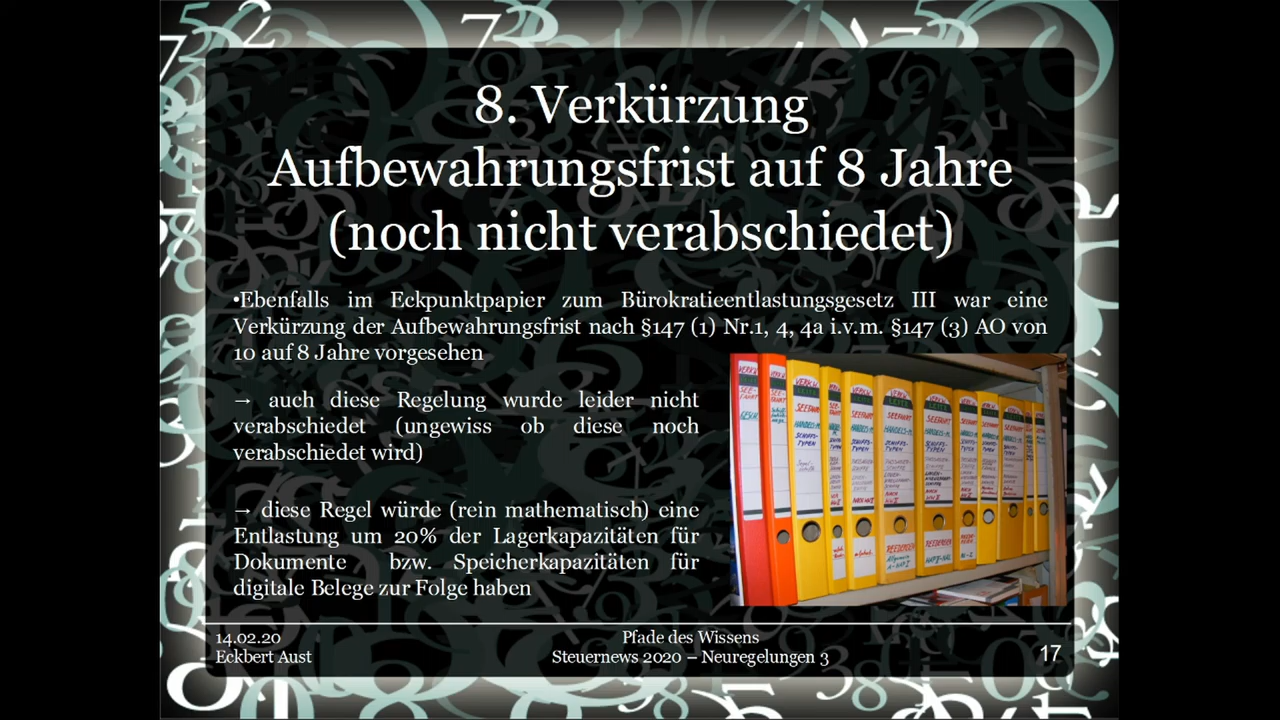 8. Verkürzung
Aufbewahrungsfrist auf 8 Jahre
(noch nicht verabschiedet)
•Ebenfalls im Eckpunktpapier zum Bürokratieentlastungsgesetz III war eine
Verkürzung der Aufbewahrungsfrist nach §147 (1) Nr.1, 4, 4a i.v.m. §147 (3) AO von
10 auf 8 Jahre vorgesehen
→ auch diese Regelung wurde leider nicht
verabschiedet (ungewiss ob diese noch
verabschiedet wird)
→ diese Regel würde (rein mathematisch) eine
Entlastung um 20% der Lagerkapazitäten für
Dokumente bzw. Speicherkapazitäten für
digitale Belege zur Folge haben
SEEFAHRT
HANDELS-M.
SCHIFFS-
TYPEN
14.02.20
Eckbert Aust
Pfade des Wissens
Steuernews 2020 – Neuregelungen 3
17